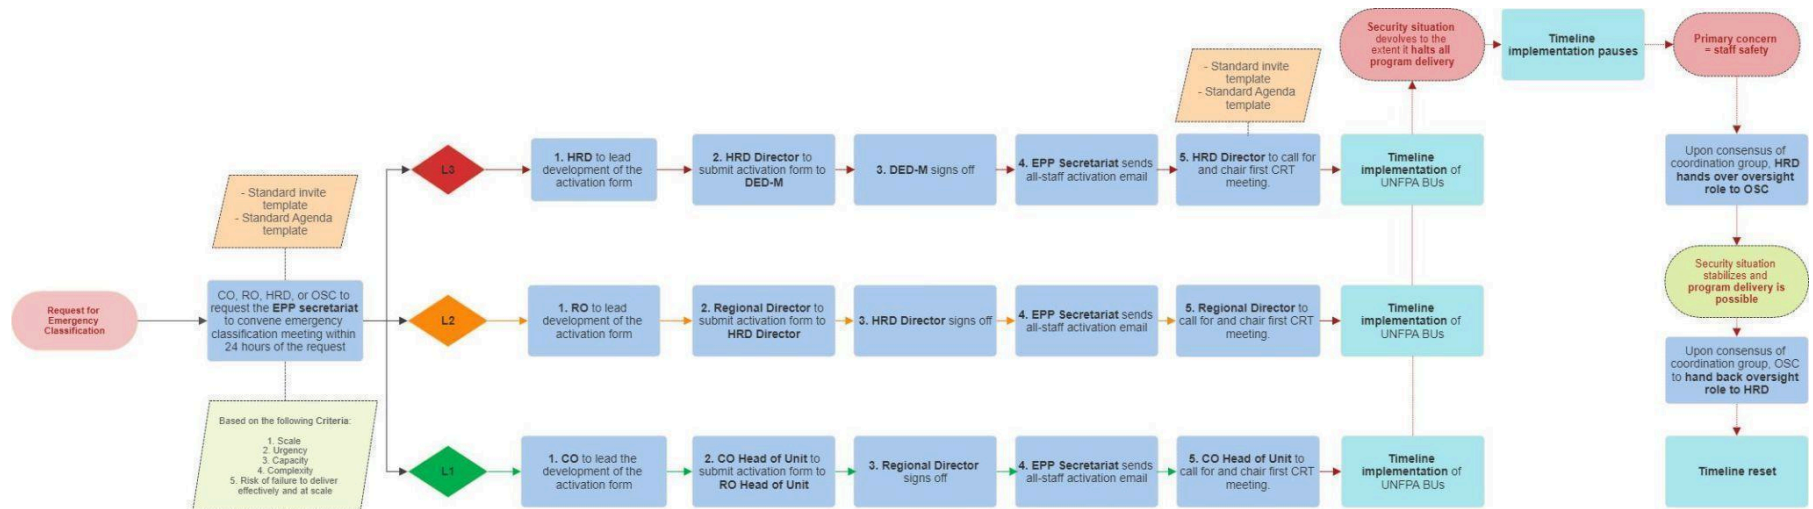 Request for
Emergency
Classification
- Standard invite
template
- Standard Agenda
template
CO, RO, HRD, or OSC to
request the EPP secretariat
to convene emergency
classification meeting within
24 hours of the request
Based on the following Criteria:
1. Scale
2. Urgency
3. Capacity
4. Complexity
5. Risk of failure to deliver
effectively and at scale
L3
1. HRD to lead
development of the
activation form
2. HRD Director to
submit activation form to
DED-M
3. DED-M signs off
4. EPP Secretariat sends
all-staff activation email
- Standard invite
template
- Standard Agenda
template
5. HRD Director to call for
and chair first CRT
meeting.
Timeline
implementation of
UNFPA BUs
L2
1. RO to lead
development of the
activation form
2. Regional Director to
submit activation form to
HRD Director
3. HRD Director signs off
4. EPP Secretariat sends
all-staff activation email
5. Regional Director to
call for and chair first CRT
meeting.
Timeline
implementation of
UNFPA BUs
L1
1. CO to lead the
development of the
activation form
2. CO Head of Unit to
submit activation form to
RO Head of Unit
3. Regional Director
signs off
4. EPP Secretariat sends
all-staff activation email
5. CO Head of Unit to
call for and chair first CRT
meeting.
Timeline
implementation of
UNFPA BUs
Security situation
devolves to the
extent it halts all
program delivery
Timeline
implementation pauses
Primary concern
= staff safety
Upon consensus of
coordination group, HRD
hands over oversight
role to OSC
Security situation
stabilizes and
program delivery is
possible
Upon consensus of
coordination group, OSC
to hand back oversight
role to HRD
Timeline reset